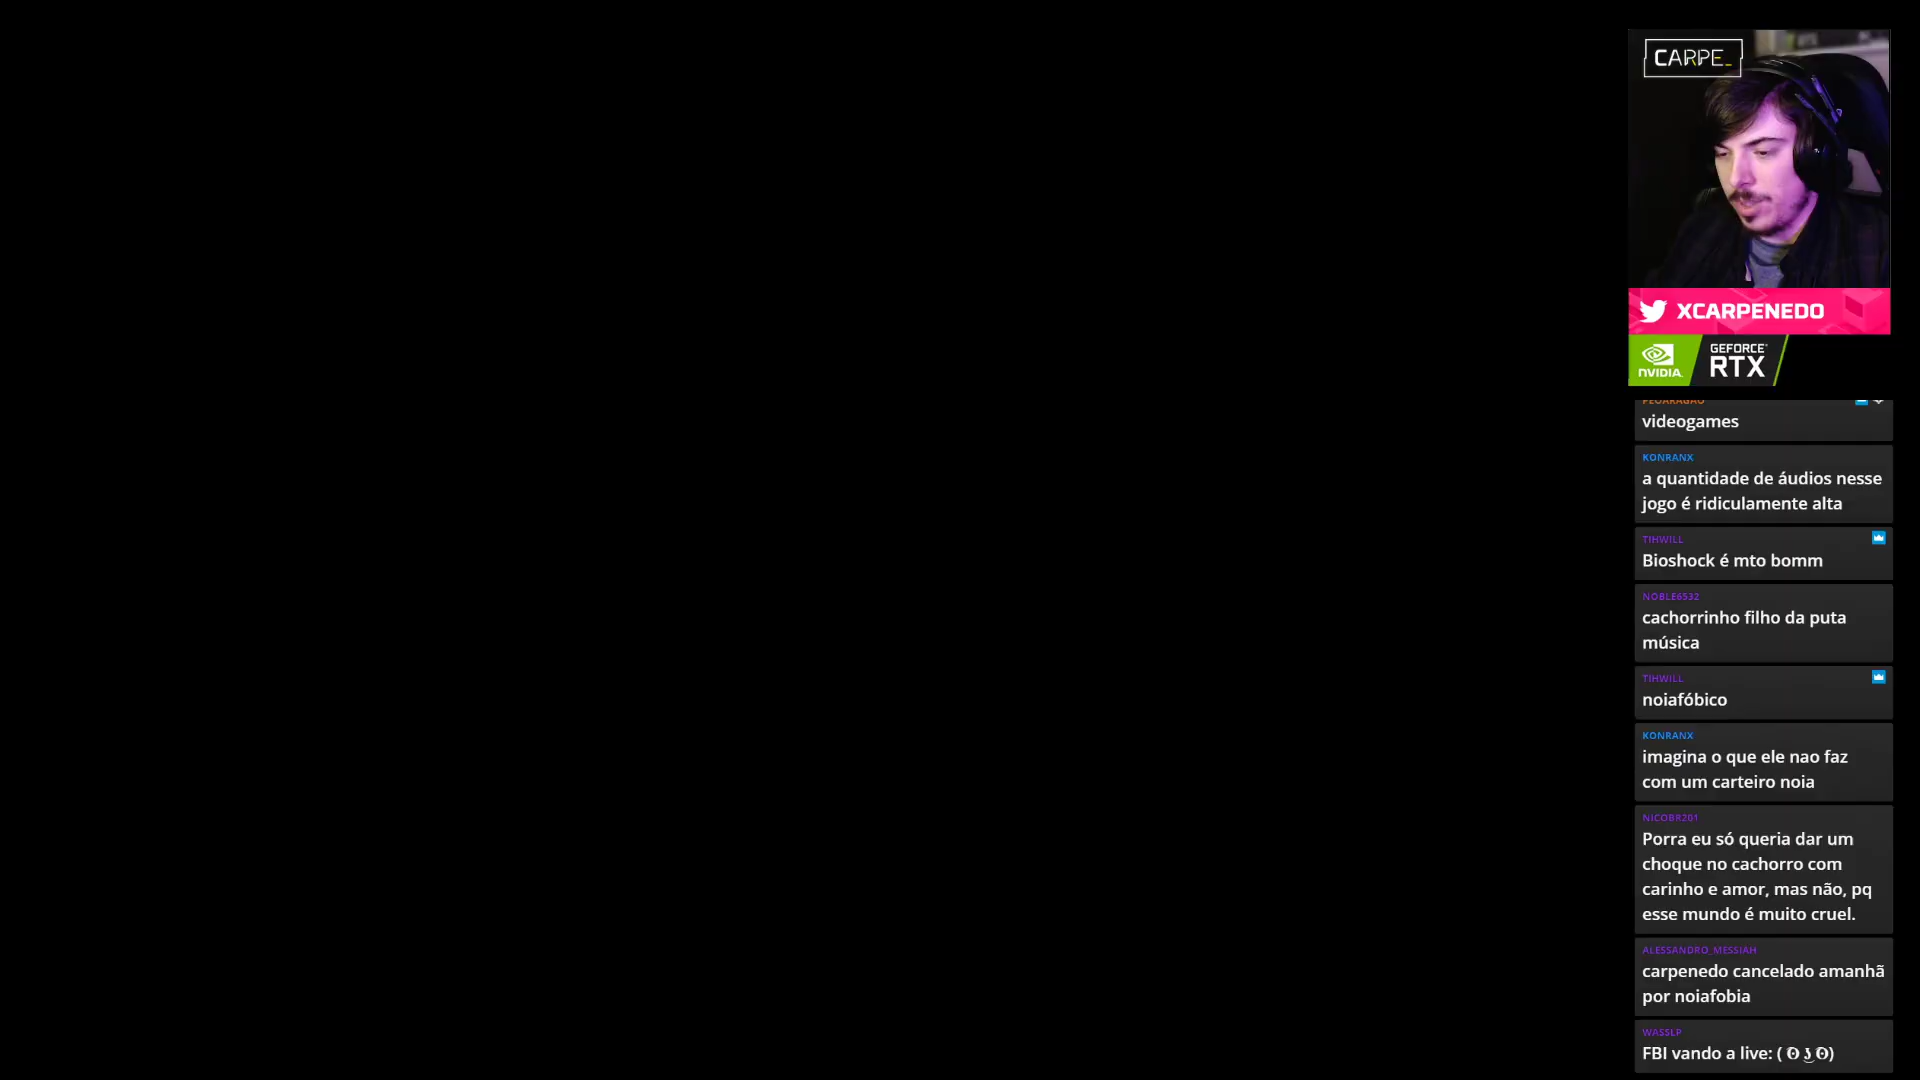 CARPE_
XCARPENEDO
NVIDIA
GEFORCE
RTX
videogames
KONRANX
a quantidade de áudios nesse
jogo é ridiculamente alta
TIHWILL
Bioshock é mto bomm
NOBLE6532
cachorrinho filho da puta
música
TIHWILL
noiafóbico
KONRANX
imagina o que ele nao faz
com um carteiro noia
NICOBR201
Porra eu só queria dar um
choque no cachorro com
carinho e amor, mas não, pq
esse mundo é muito cruel.
ALESSANDRO_MESSIAH
carpenedo cancelado amanhã
por noiafobia
WASSLP
FBI vando a live: ( ʘ ͜ʖ ʘ)